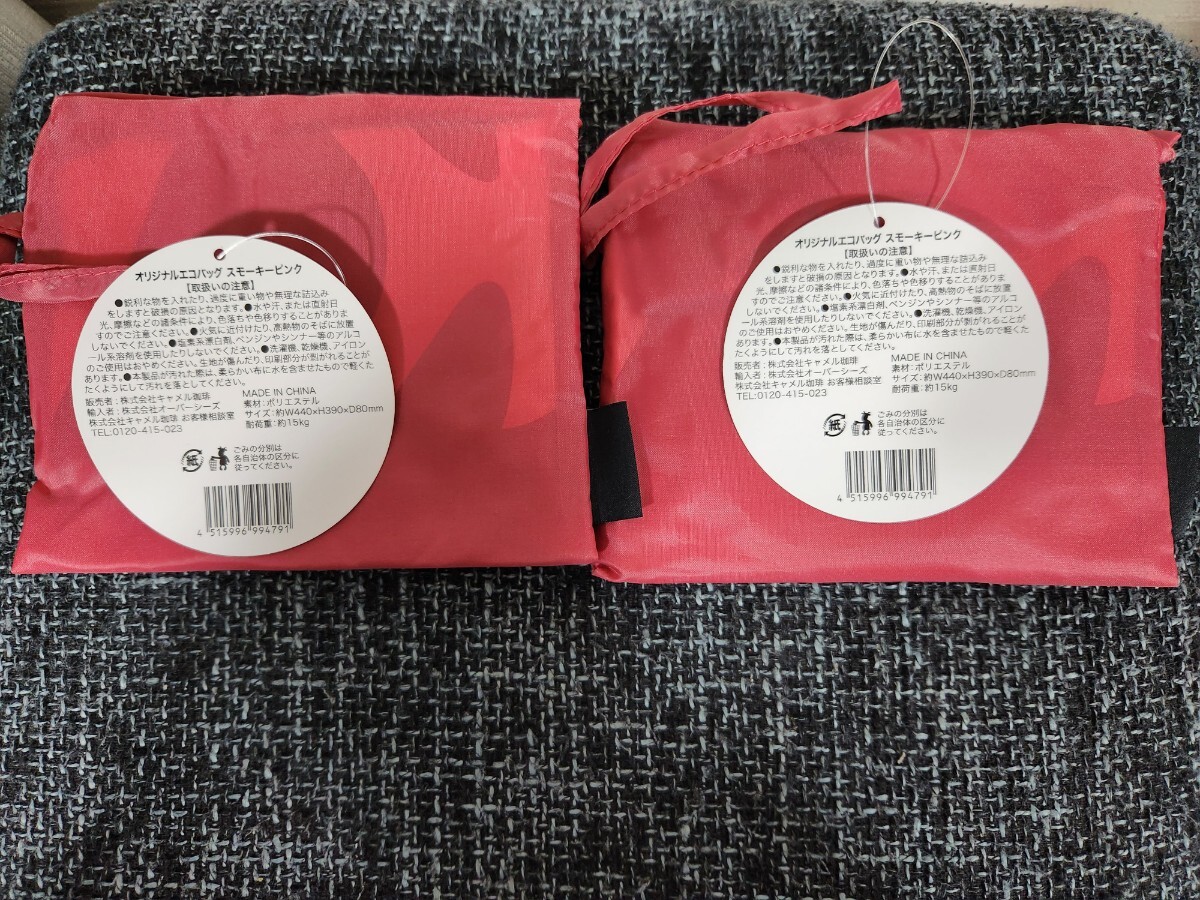 オリジナルエコバッグ スモーキーピンク
【取扱いの注意】
●鋭利な物を入れたり、過度に重い物や無理な詰込み
をしますと破損の原因となります。●水や汗、または直射日
光、摩擦などの諸条件により、色落ちや色移りすることがあり
ますのでご注意ください。●火気に近付けたり、高熱物のそばに放置
しないでください。●塩素系漂白剤、ベンジンやシンナー等のアルコ
ール系溶剤を使用したりしないでください。●洗濯機、乾燥機、アイロン
のご使用はおやめください。生地が傷んだり、印刷部分が剥がれることが
あります。●本製品が汚れた際は、柔らかい布に水を含ませたもので軽くた
たくようにして汚れを落としてください。
販売者：株式会社キャメル珈琲 MADE IN CHINA
輸入者：株式会社オーバーシーズ 素材：ポリエステル
株式会社キャメル珈琲 お客様相談室 サイズ：約W440×H390×D80mm
TEL:0120-415-023 耐荷重：約15kg
紙
ごみの分別は
各自治体の区分に
従ってください。
4 515996 994791
オリジナルエコバッグ スモーキーピンク
【取扱いの注意】
●鋭利な物を入れたり、過度に重い物や無理な詰込み
をしますと破損の原因となります。●水や汗、または直射日
光、摩擦などの諸条件により、色落ちや色移りすることがありま
すのでご注意ください。●火気に近付けたり、高熱物のそばに放置
しないでください。●塩素系漂白剤、ベンジンやシンナー等のアルコ
ール系溶剤を使用したりしないでください。●洗濯機、乾燥機、アイロン
のご使用はおやめください。生地が傷んだり、印刷部分が剥がれることが
あります。●本製品が汚れた際は、柔らかい布に水を含ませたもので軽くた
たくようにして汚れを落としてください。
販売者：株式会社キャメル珈琲 MADE IN CHINA
輸入者：株式会社オーバーシーズ 素材：ポリエステル
株式会社キャメル珈琲 お客様相談室 サイズ：約W440×H390×D80mm
TEL:0120-415-023 耐荷重：約15kg
紙
ごみの分別は
各自治体の区分に
従ってください。
4 515996 994791